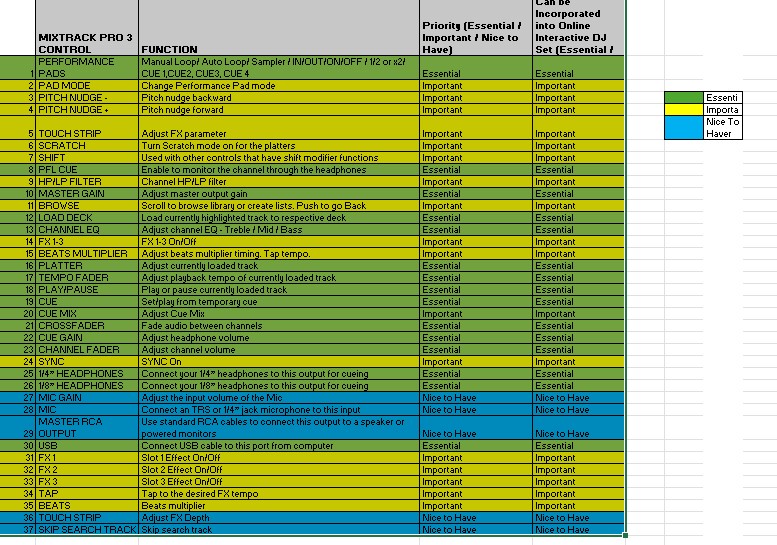 MIXTRACK PRO 3 CONTROL FUNCTION Priority (Essential / Important / Nice to Have) Can be Incorporated into Online Interactive DJ Set (Essential /
1 PERFORMANCE PADS Manual Loop/ Auto Loop/ Sampler / IN/OUT/ON/OFF / 1/2 or x2/ CUE 1,CUE2, CUE3, CUE 4 Essential Essential
2 PAD MODE Change Performance Pad mode Important Important
3 PITCH NUDGE - Pitch nudge backward Important Important
4 PITCH NUDGE + Pitch nudge forward Important Important
5 TOUCH STRIP Adjust FX parameter Important Important
6 SCRATCH Turn Scratch mode on for the platters Important Important
7 SHIFT Used with other controls that have shift modifier functions Important Important
8 PFL CUE Enable to monitor the channel through the headphones Essential Essential
9 HP/LP FILTER Channel HP/LP filter Important Important
10 MASTER GAIN Adjust master output gain Essential Essential
11 BROWSE Scroll to browse library or create lists. Push to go Back Important Important
12 LOAD DECK Load currently highlighted track to respective deck Essential Essential
13 CHANNEL EQ Adjust channel EQ - Treble / Mid / Bass Essential Essential
14 FX 1-3 FX 1-3 On/Off Important Important
15 BEATS MULTIPLIER Adjust beats multiplier timing. Tap tempo. Important Important
16 PLATTER Adjust currently loaded track Essential Essential
17 TEMPO FADER Adjust playback tempo of currently loaded track Essential Essential
18 PLAY/PAUSE Play or pause currently loaded track Essential Essential
19 CUE Set/play from temporary cue Essential Essential
20 CUE MIX Adjust Cue Mix Important Important
21 CROSSFADER Fade audio between channels Essential Essential
22 CUE GAIN Adjust headphone volume Essential Essential
23 CHANNEL FADER Adjust channel volume Essential Essential
24 SYNC SYNC On Important Important
25 1/4" HEADPHONES Connect your 1/4" headphones to this output for cueing Essential Essential
26 1/8" HEADPHONES Connect your 1/8" headphones to this output for cueing Essential Essential
27 MIC GAIN Adjust the input volume of the Mic Nice to Have Nice to Have
28 MIC Connect an TRS or 1/4" jack microphone to this input Nice to Have Nice to Have
29 MASTER RCA OUTPUT Use standard RCA cables to connect this output to a speaker or powered monitors Nice to Have Nice to Have
30 USB Connect USB cable to this port from computer Essential Essential
31 FX 1 Slot 1 Effect On/Off Important Important
32 FX 2 Slot 2 Effect On/Off Important Important
33 FX 3 Slot 3 Effect On/Off Important Important
34 TAP Tap to the desired FX tempo Important Important
35 BEATS Beats multiplier Important Important
36 TOUCH STRIP Adjust FX Depth Nice to Have Nice to Have
37 SKIP SEARCH TRACK Skip search track Nice to Have Nice to Have
Essenti
Importa
Nice To
Haver